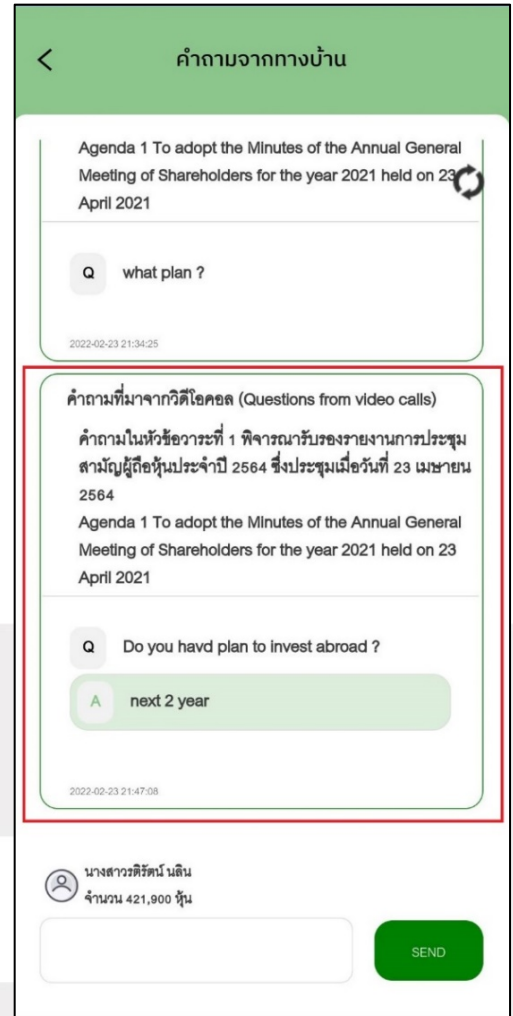 คำถามจากทางบ้าน
Agenda 1 To adopt the Minutes of the Annual General
Meeting of Shareholders for the year 2021 held on 23
April 2021
Q what plan ?
2022-02-23 21:34:25
คำถามที่มาจากวิดีโอคอล (Questions from video calls)
คำถามในหัวข้อวาระที่ 1 พิจารณารับรองรายงานการประชุม
สามัญผู้ถือหุ้นประจำปี 2564 ซึ่งประชุมเมื่อวันที่ 23 เมษายน
2564
Agenda 1 To adopt the Minutes of the Annual General
Meeting of Shareholders for the year 2021 held on 23
April 2021
Q Do you havd plan to invest abroad ?
A next 2 year
2022-02-23 21:47:08
นางสาวรติรัตน์ นลิน
จำนวน 421,900 หุ้น
SEND